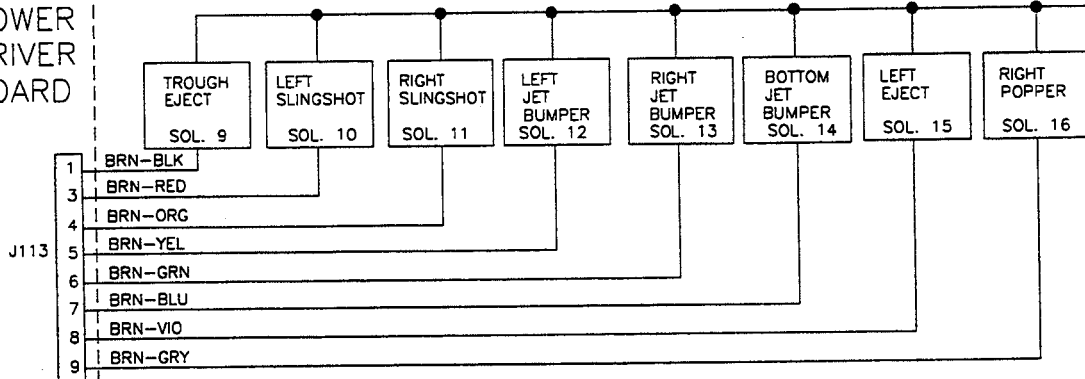 OWER
RIVER
OARD
TROUGH
EJECT
SOL. 9
LEFT
SLINGSHOT
SOL. 10
RIGHT
SLINGSHOT
SOL. 11
LEFT
JET
BUMPER
SOL. 12
RIGHT
JET
BUMPER
SOL. 13
BOTTOM
JET
BUMPER
SOL. 14
LEFT
EJECT
SOL. 15
RIGHT
POPPER
SOL. 16
J113
1 BRN-BLK
3 BRN-RED
4 BRN-ORG
5 BRN-YEL
6 BRN-GRN
7 BRN-BLU
8 BRN-VIO
9 BRN-GRY